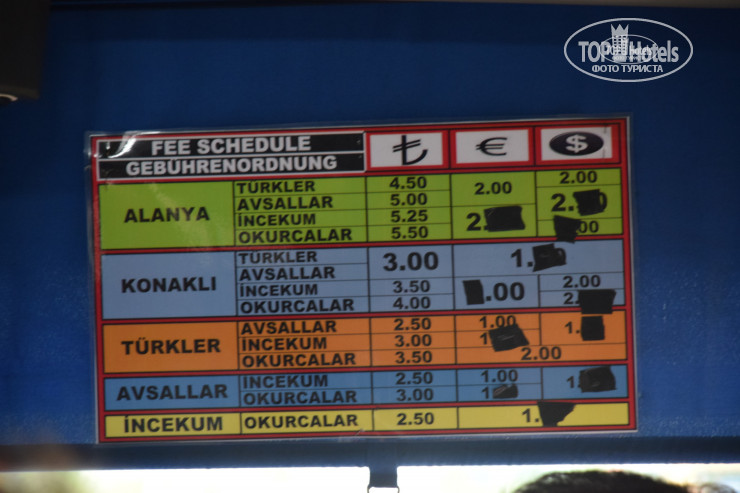 TOP Hotels
ФОТО ТУРИСТА
FEE SCHEDULE
GEBÜHRENORDNUNG
₺ € $
ALANYA
TÜRKLER 4.50 2.00 2.00
AVSALLAR 5.00
İNCEKUM 5.25
OKURCALAR 5.50
KONAKLI
TÜRKLER 3.00
AVSALLAR
İNCEKUM 3.50 2.00
OKURCALAR 4.00
TÜRKLER
AVSALLAR 2.50 1.00
İNCEKUM 3.00
OKURCALAR 3.50 2.00
AVSALLAR
İNCEKUM 2.50 1.00
OKURCALAR 3.00
İNCEKUM OKURCALAR 2.50